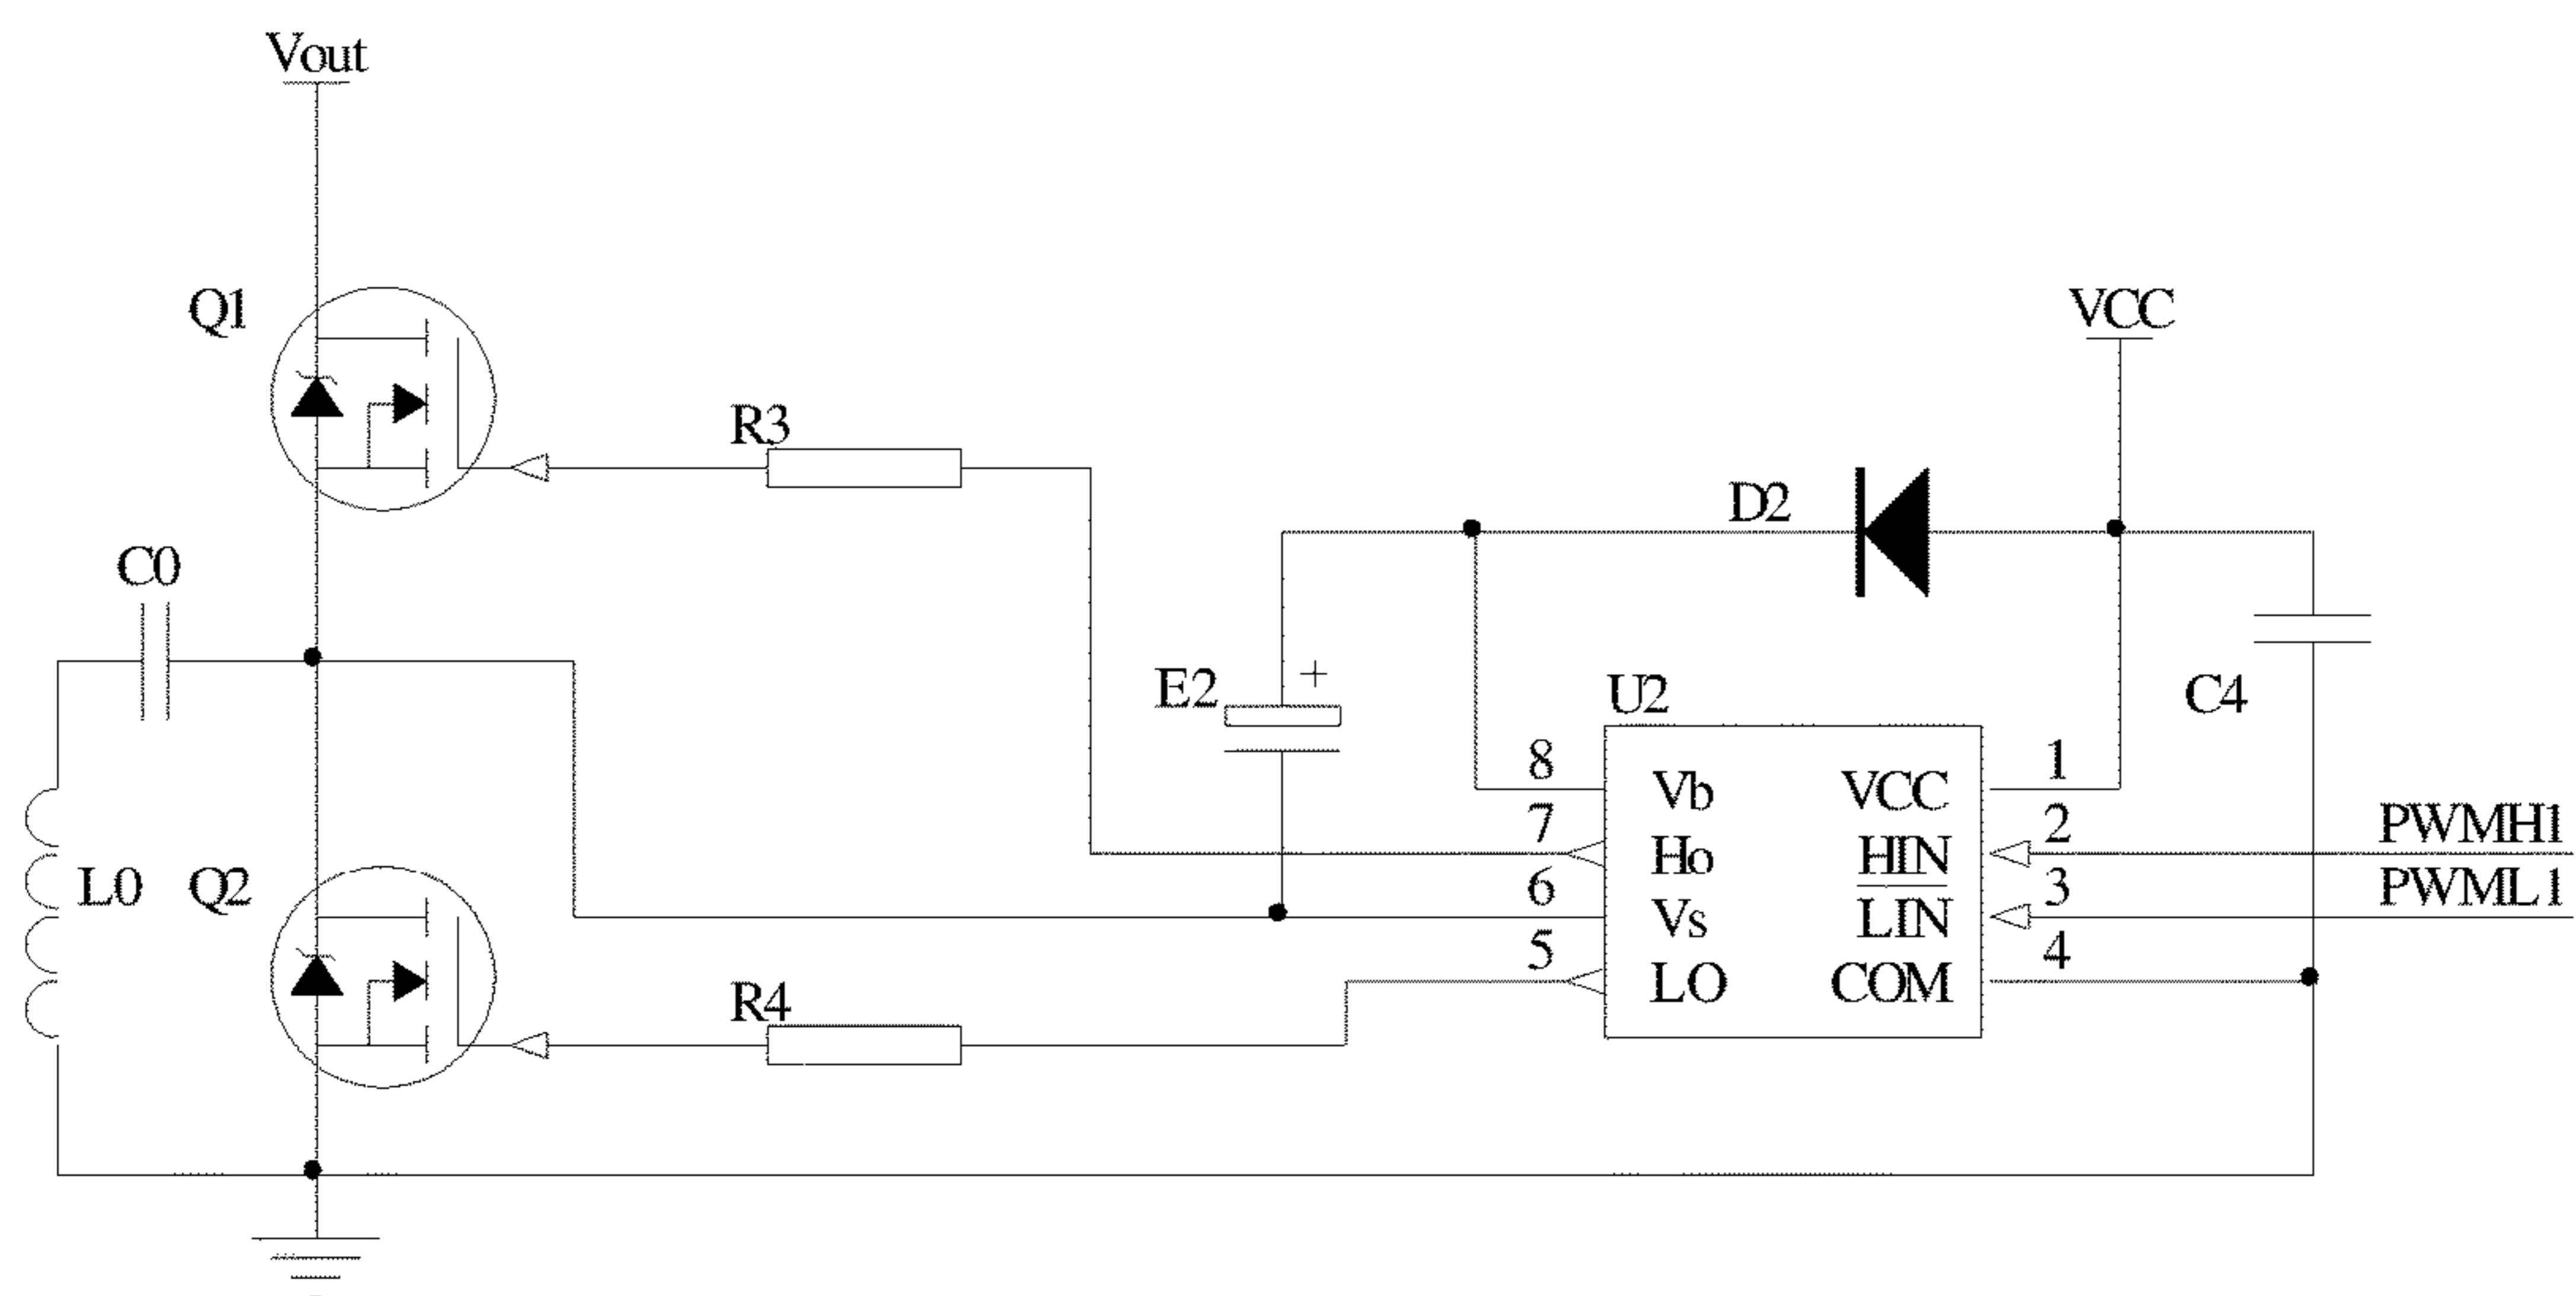 Vout
Q1
VCC
R3
D2
C0
+
E2
U2
C4
8
1
Vb
VCC
7
2
PWMH1
Ho
HIN
L0
Q2
6
3
PWML1
Vs
LIN
5
4
R4
LO
COM